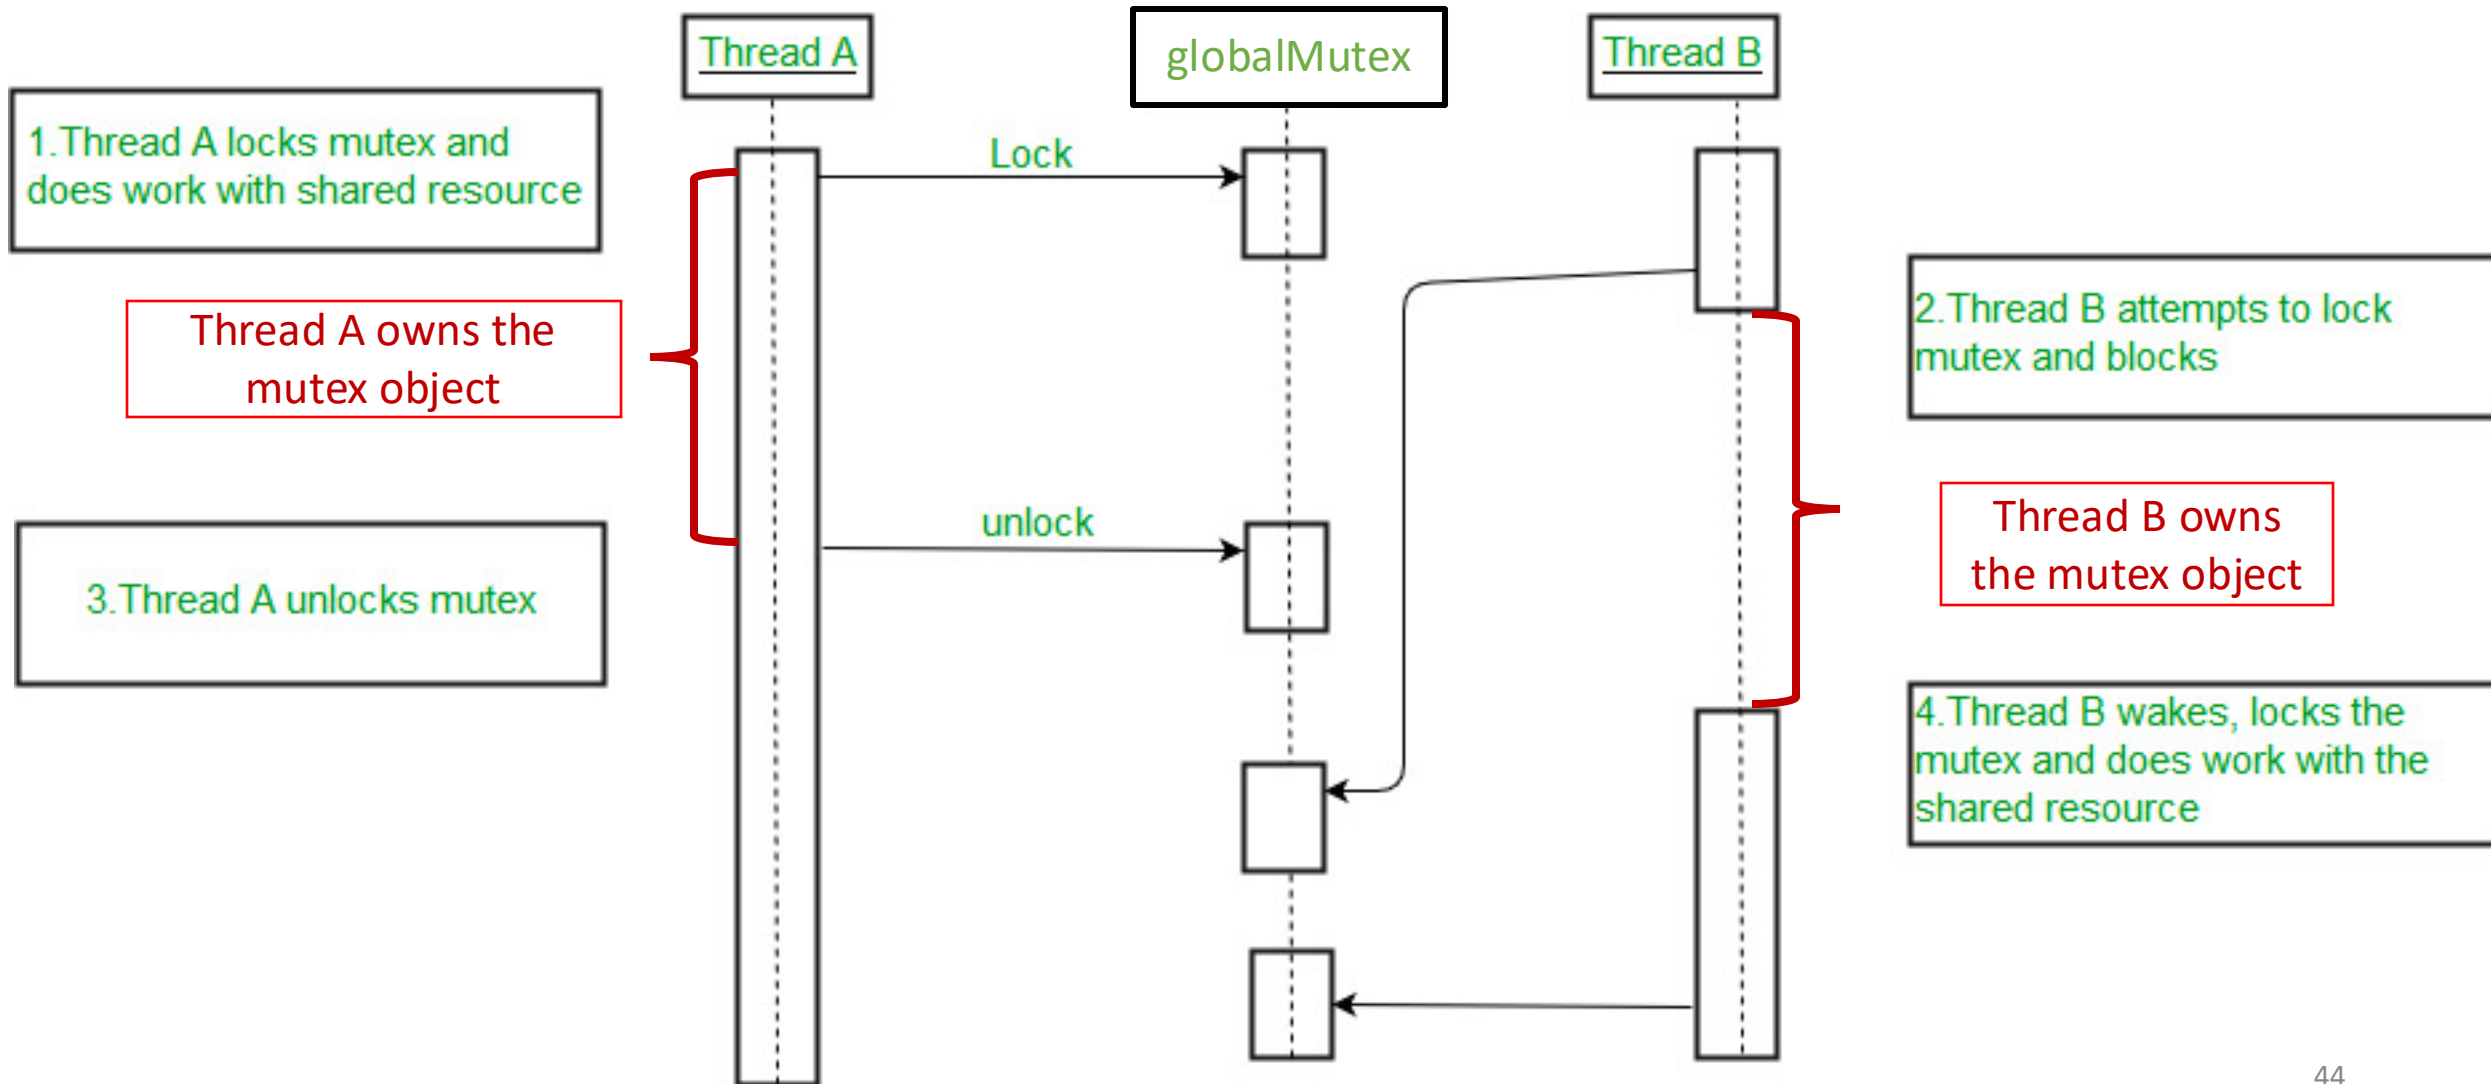 Thread A
globalMutex
Thread B
1.Thread A locks mutex and
does work with shared resource
Lock
Thread A owns the
mutex object
2.Thread B attempts to lock
mutex and blocks
unlock
Thread B owns
the mutex object
3.Thread A unlocks mutex
4.Thread B wakes, locks the
mutex and does work with the
shared resource
44